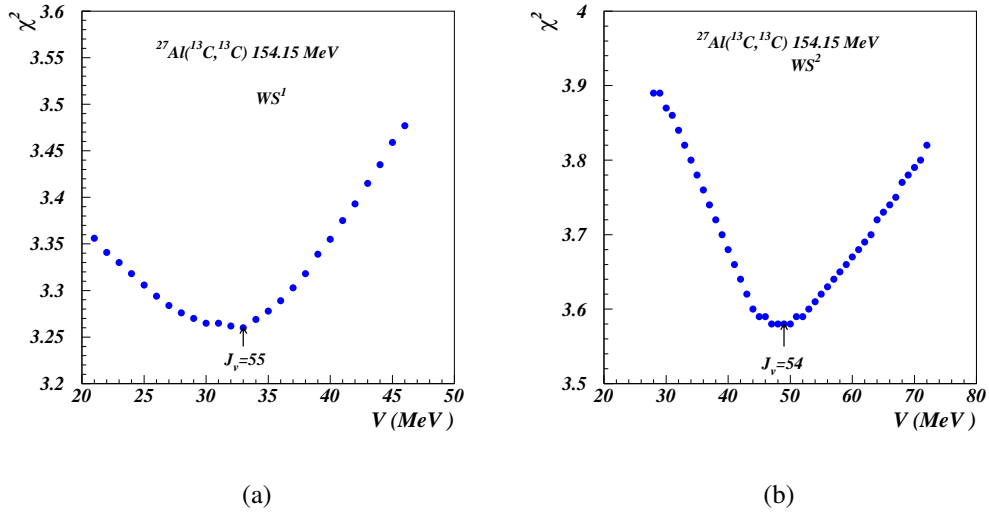 χ²
3.6
3.55
3.5
3.45
3.4
3.35
3.3
3.25
3.2
²⁷Al(¹³C,¹³C) 154.15 MeV
WS¹
Jᵥ=55
20 25 30 35 40 45 50
V (MeV )
(a)
χ²
4
3.9
3.8
3.7
3.6
3.5
²⁷Al(¹³C,¹³C) 154.15 MeV
WS²
Jᵥ=54
20 30 40 50 60 70 80
V (MeV )
(b)